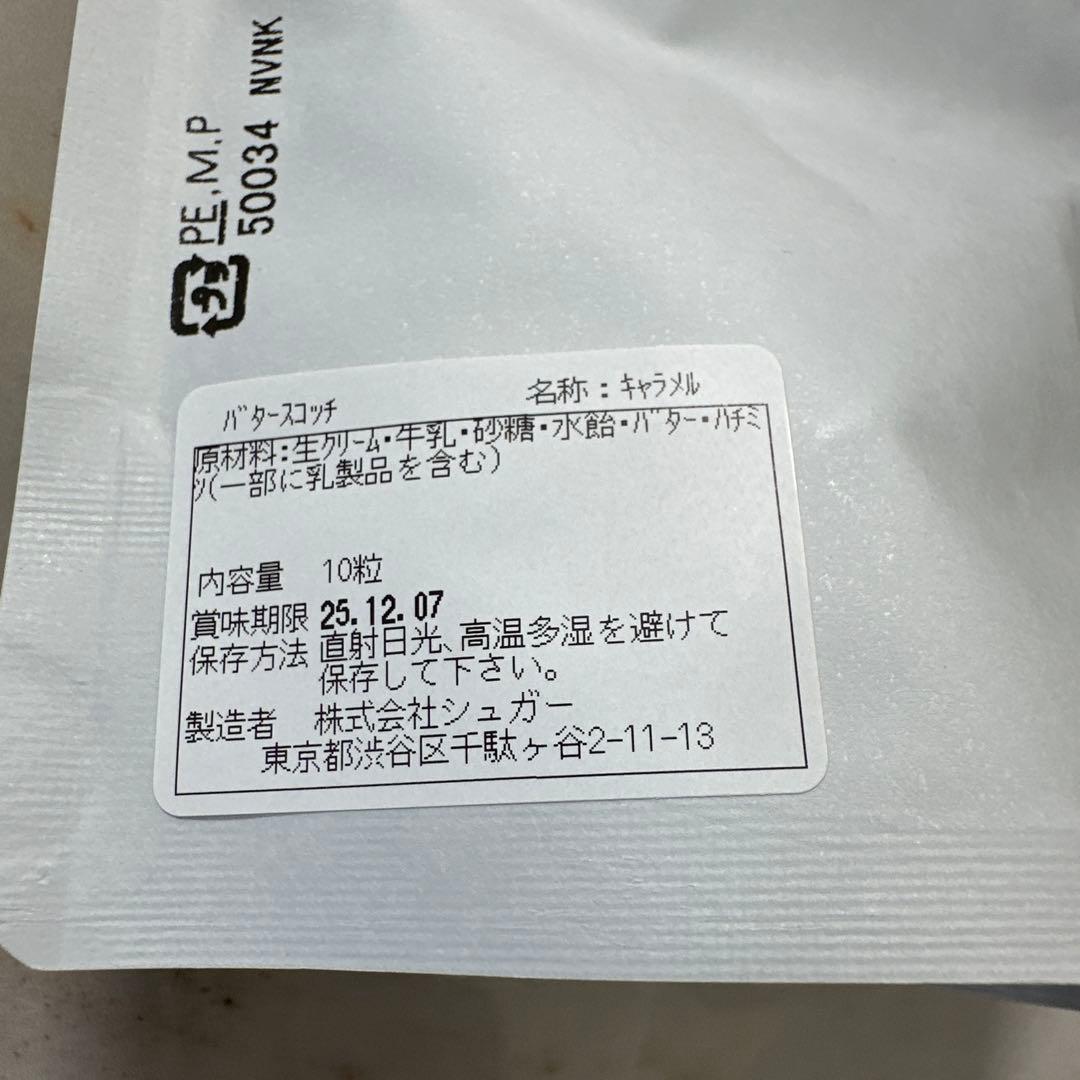 PE,M,P
50034 NVNK
プラ
バタースコッチ
名称：キャラメル
原材料：生クリーム・牛乳・砂糖・水飴・バター・ハチミ
ツ(一部に乳製品を含む)
内容量 10粒
賞味期限 25.12.07
保存方法 直射日光、高温多湿を避けて
保存して下さい。
製造者 株式会社シュガー
東京都渋谷区千駄ヶ谷2-11-13